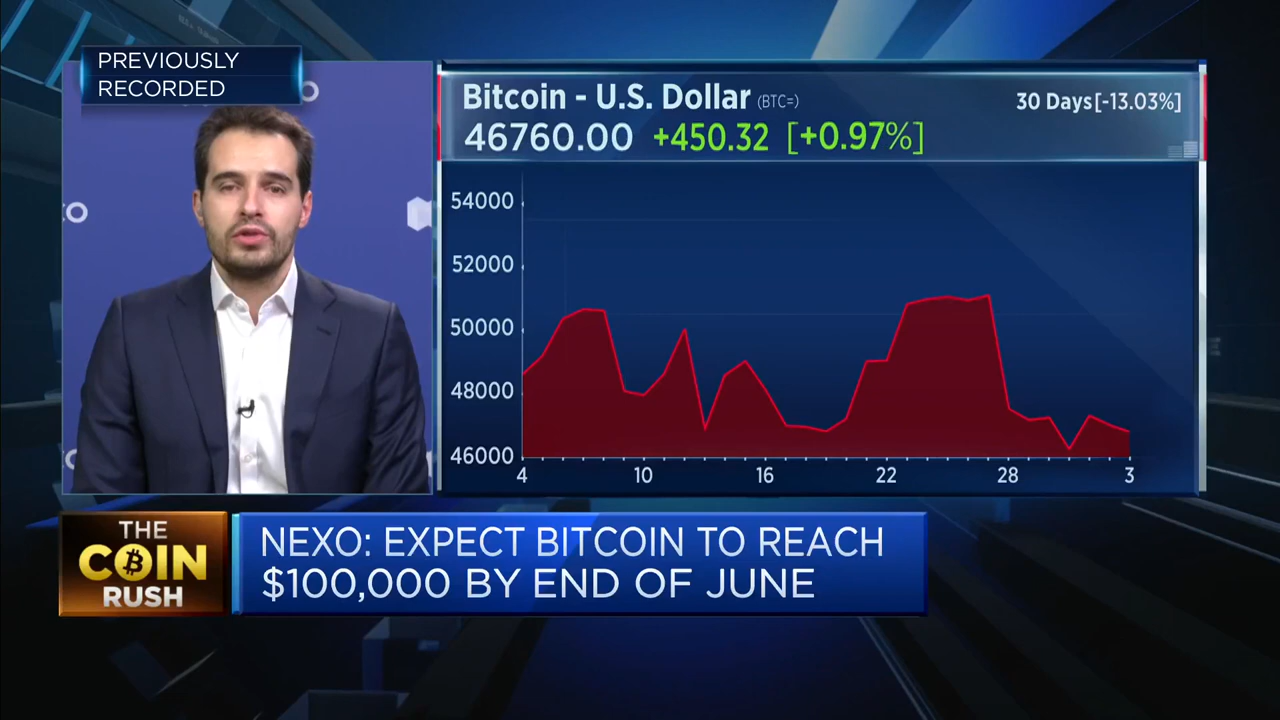 PREVIOUSLY
RECORDED
Bitcoin - U.S. Dollar (BTC=)
30 Days[-13.03%]
46760.00 +450.32 [+0.97%]
54000
52000
50000
48000
46000
4 10 16 22 28 3
THE
COIN
RUSH
NEXO: EXPECT BITCOIN TO REACH
$100,000 BY END OF JUNE